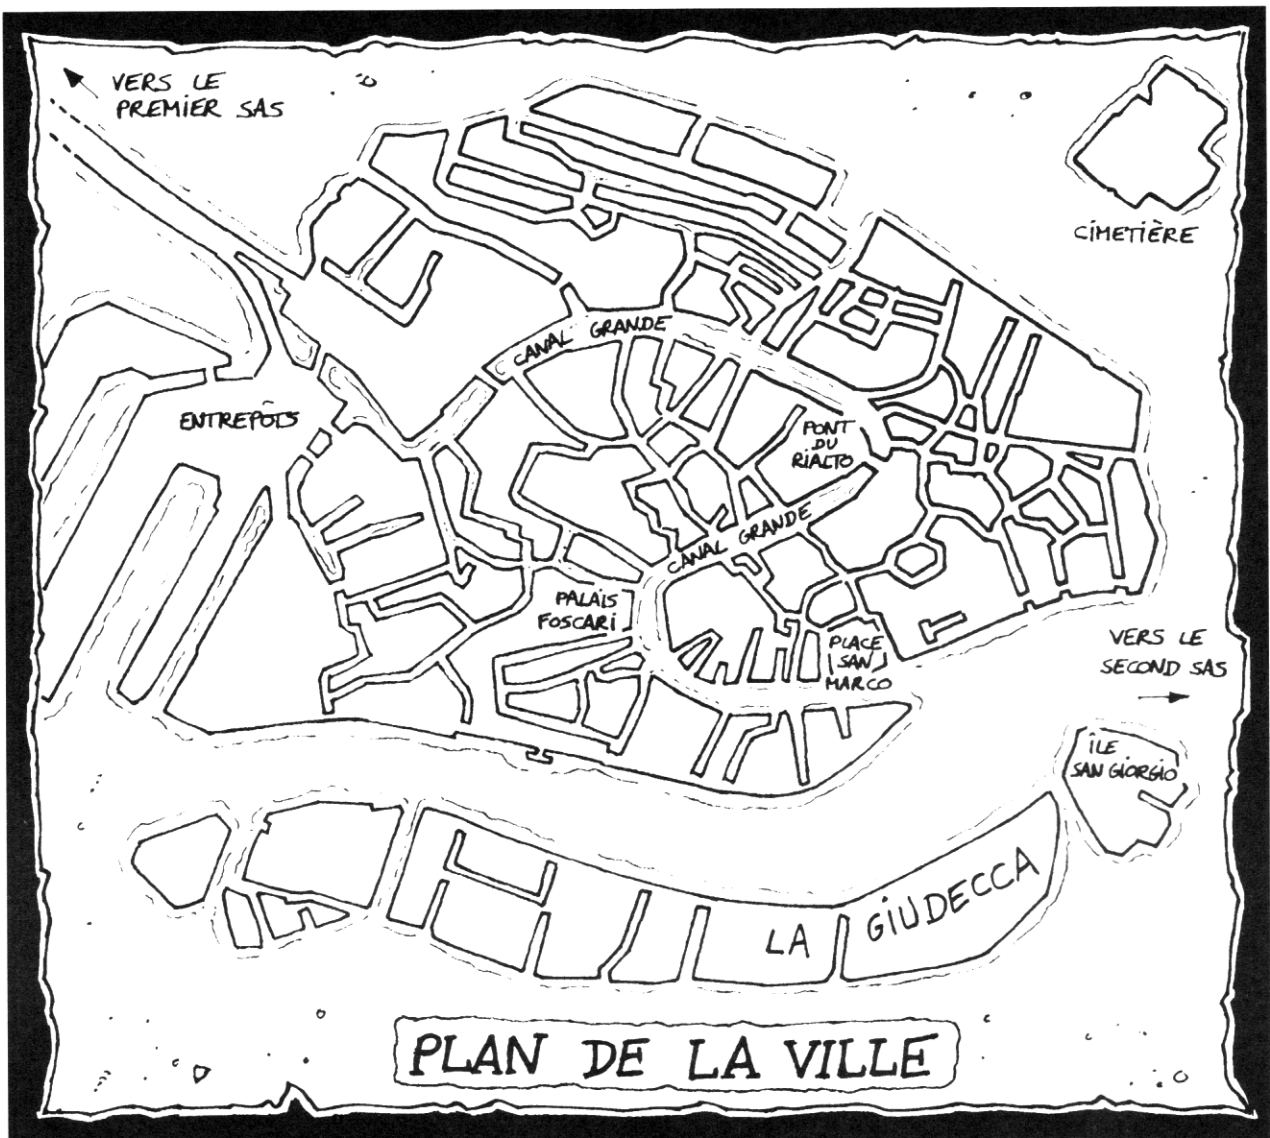 VERS LE
PREMIER SAS
CIMETIÈRE
CANAL GRANDE
ENTREPÔTS
PONT
DU
RIALTO
CANAL GRANDE
PALAIS
FOSCARI
PLACE
SAN
MARCO
VERS LE
SECOND SAS
ÎLE
SAN GIORGIO
LA GIUDECCA
PLAN DE LA VILLE